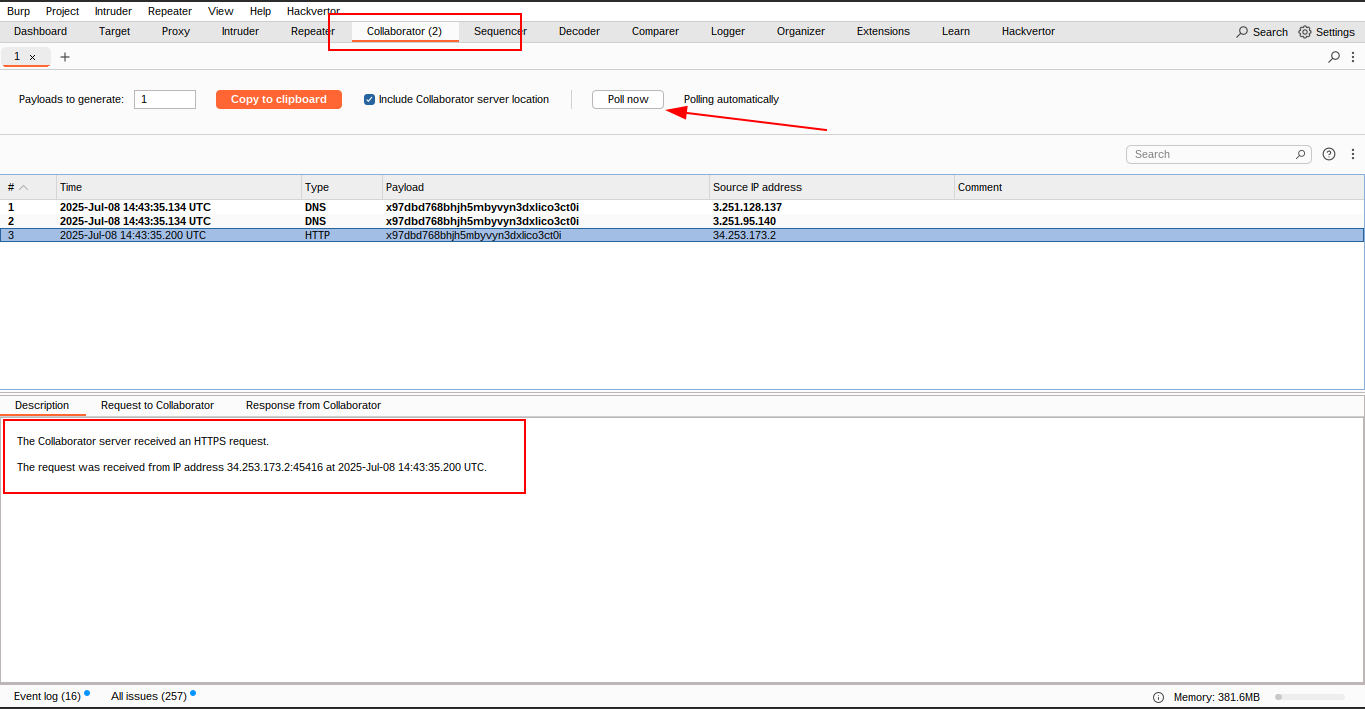 Burp Project Intruder Repeater View Help Hackvertor
Dashboard Target Proxy Intruder Repeater Collaborator (2) Sequencer Decoder Comparer Logger Organizer Extensions Learn Hackvertor Search Settings
1 × +
Payloads to generate: 1 Copy to clipboard Include Collaborator server location Poll now Polling automatically
Search
# Time Type Payload Source IP address Comment
1 2025-Jul-08 14:43:35.134 UTC DNS x97dbd768bhjh5mbyvyn3dxlico3ct0i 3.251.128.137
2 2025-Jul-08 14:43:35.134 UTC DNS x97dbd768bhjh5mbyvyn3dxlico3ct0i 3.251.95.140
3 2025-Jul-08 14:43:35.200 UTC HTTP x97dbd768bhjh5mbyvyn3dxlico3ct0i 34.253.173.2
Description Request to Collaborator Response from Collaborator
The Collaborator server received an HTTPS request.
The request was received from IP address 34.253.173.2:45416 at 2025-Jul-08 14:43:35.200 UTC.
Event log (16) All issues (257) Memory: 381.6MB